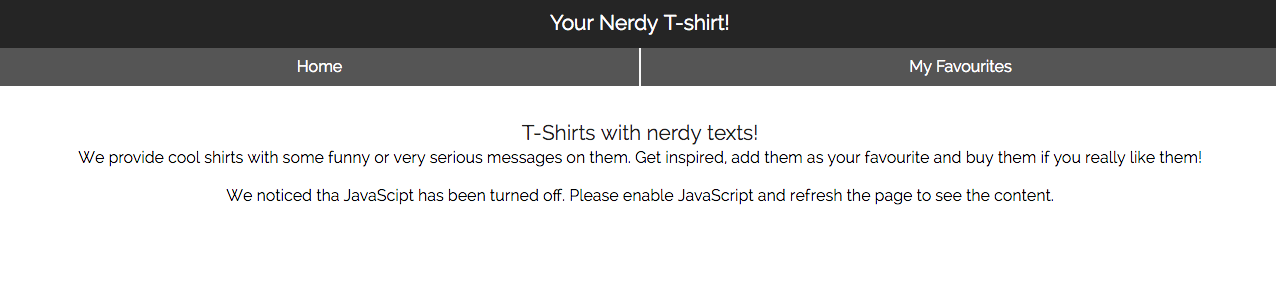 Your Nerdy T-shirt!
Home
My Favourites
T-Shirts with nerdy texts!
We provide cool shirts with some funny or very serious messages on them. Get inspired, add them as your favourite and buy them if you really like them!
We noticed tha JavaScipt has been turned off. Please enable JavaScript and refresh the page to see the content.